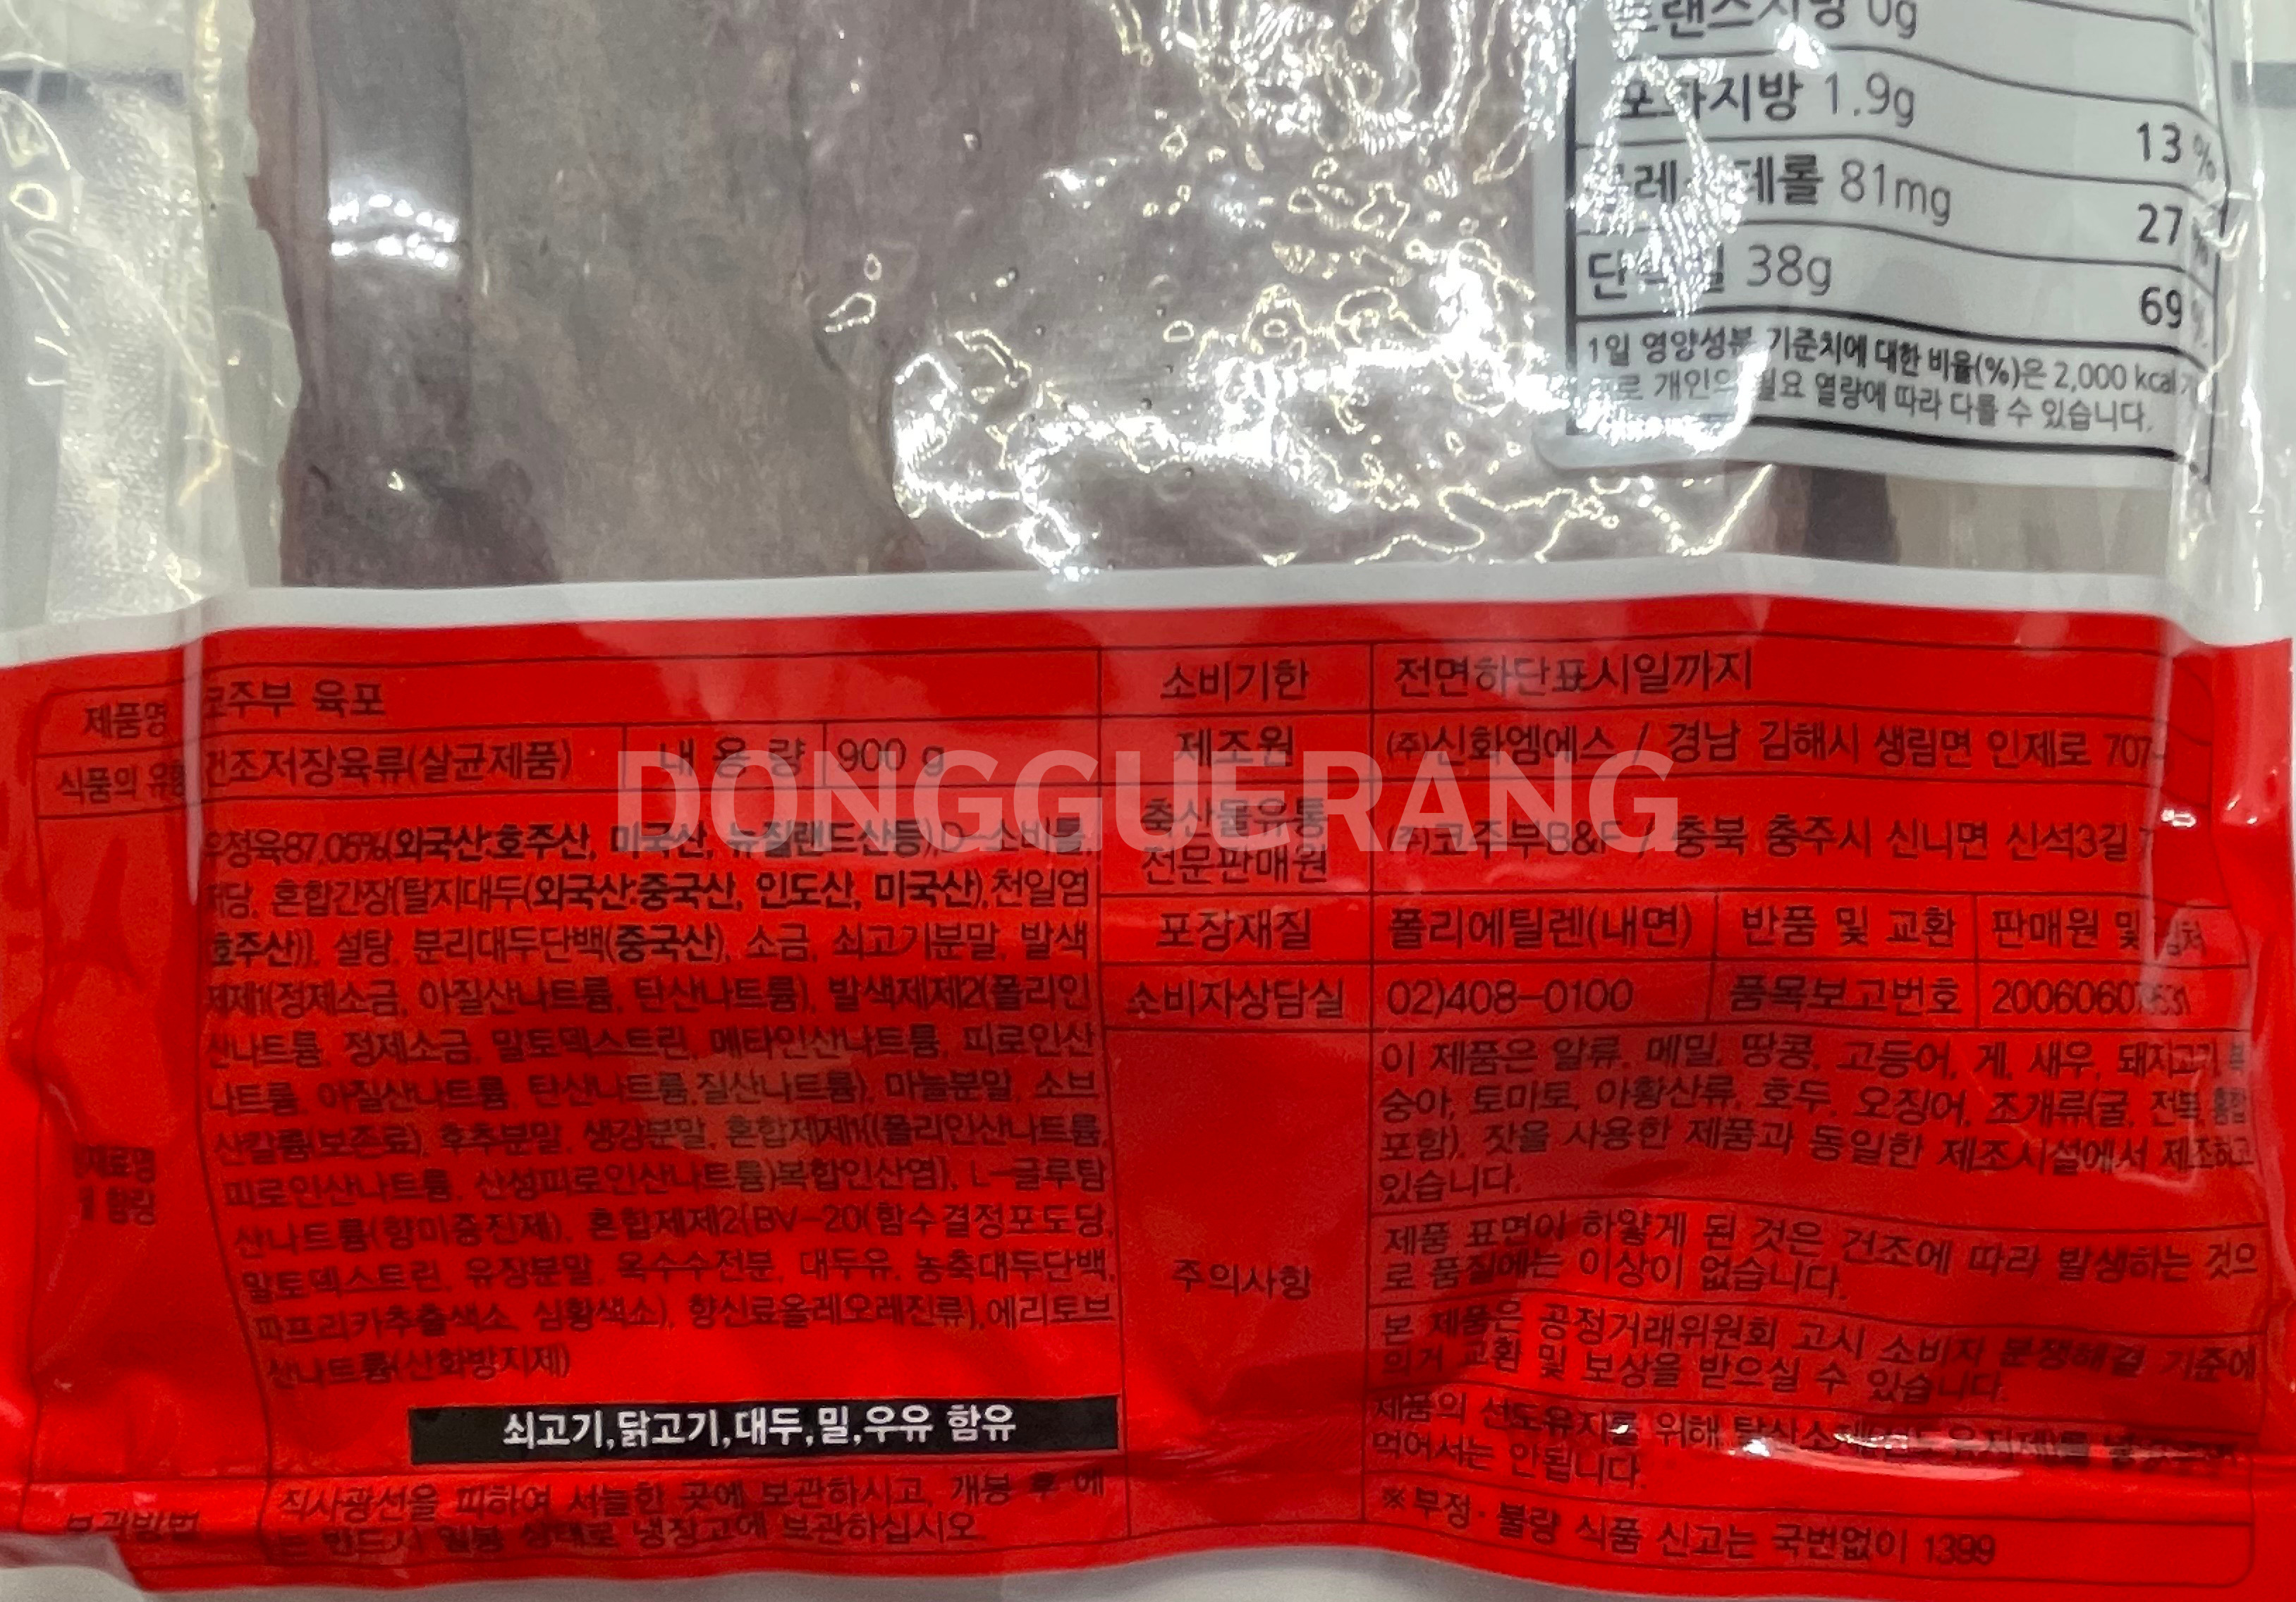 트랜스지방 0g
포화지방 1.9g 13 %
콜레스테롤 81mg 27 %
단백질 38g 69 %
1일 영양성분 기준치에 대한 비율(%)은 2,000 kcal 기
준으로 개인의 필요 열량에 따라 다를 수 있습니다.
제품명 고주부 육포
식품의 유형 건조저장육류(살균제품) 내 용 량 900 g
우정육87.05%(외국산:호주산, 미국산, 뉴질랜드산등), D-소비톨,
혼합간장{탈지대두(외국산:중국산, 인도산, 미국산),천일염
호주산)}, 설탕, 분리대두단백(중국산), 소금, 쇠고기분말, 발색
제제1(정제소금, 아질산나트륨, 탄산나트륨), 발색제제2(폴리인
산나트륨, 정제소금, 말토덱스트린, 메타인산나트륨, 피로인산
나트륨, 아질산나트륨, 탄산나트륨,질산나트륨), 마늘분말, 소브
산칼륨(보존료), 후추분말, 생강분말, 혼합제제1{(폴리인산나트륨,
피로인산나트륨, 산성피로인산나트륨)복합인산염}, L-글루탐
산나트륨(향미증진제), 혼합제제2{BV-20(함수결정포도당,
말토덱스트린, 유장분말, 옥수수전분, 대두유, 농축대두단백,
파프리카추출색소, 심황색소), 향신료올레오레진류},에리토브
산나트륨(산화방지제)
쇠고기,닭고기,대두,밀,우유 함유
보관방법 직사광선을 피하여 서늘한 곳에 보관하시고, 개봉 후 에
는 반드시 밀봉 상태로 냉장고에 보관하십시오
소비기한 전면하단표시일까지
제조원 (주)신화엠에스 / 경남 김해시 생림면 인제로 707-
축산물유통
전문판매원 (주)고주부B&F / 충북 충주시 신니면 신석3길
포장재질 폴리에틸렌(내면) 반품 및 교환 판매원 및
소비자상담실 02)408-0100 품목보고번호
주의사항
이 제품은 알류, 메밀, 땅콩, 고등어, 게, 새우, 돼지고기, 복
숭아, 토마토, 아황산류, 호두, 오징어, 조개류(굴, 전복, 홍합
포함), 잣을 사용한 제품과 동일한 제조시설에서 제조하고
있습니다.
제품 표면이 하얗게 된 것은 건조에 따라 발생하는 것으
로 품질에는 이상이 없습니다.
본 제품은 공정거래위원회 고시 소비자 분쟁해결 기준에
의거 교환 및 보상을 받으실 수 있습니다.
제품의 선도유지를 위해
먹어서는 안됩니다.
※ 부정·불량 식품 신고는 국번없이 1399
DONGGUERANG